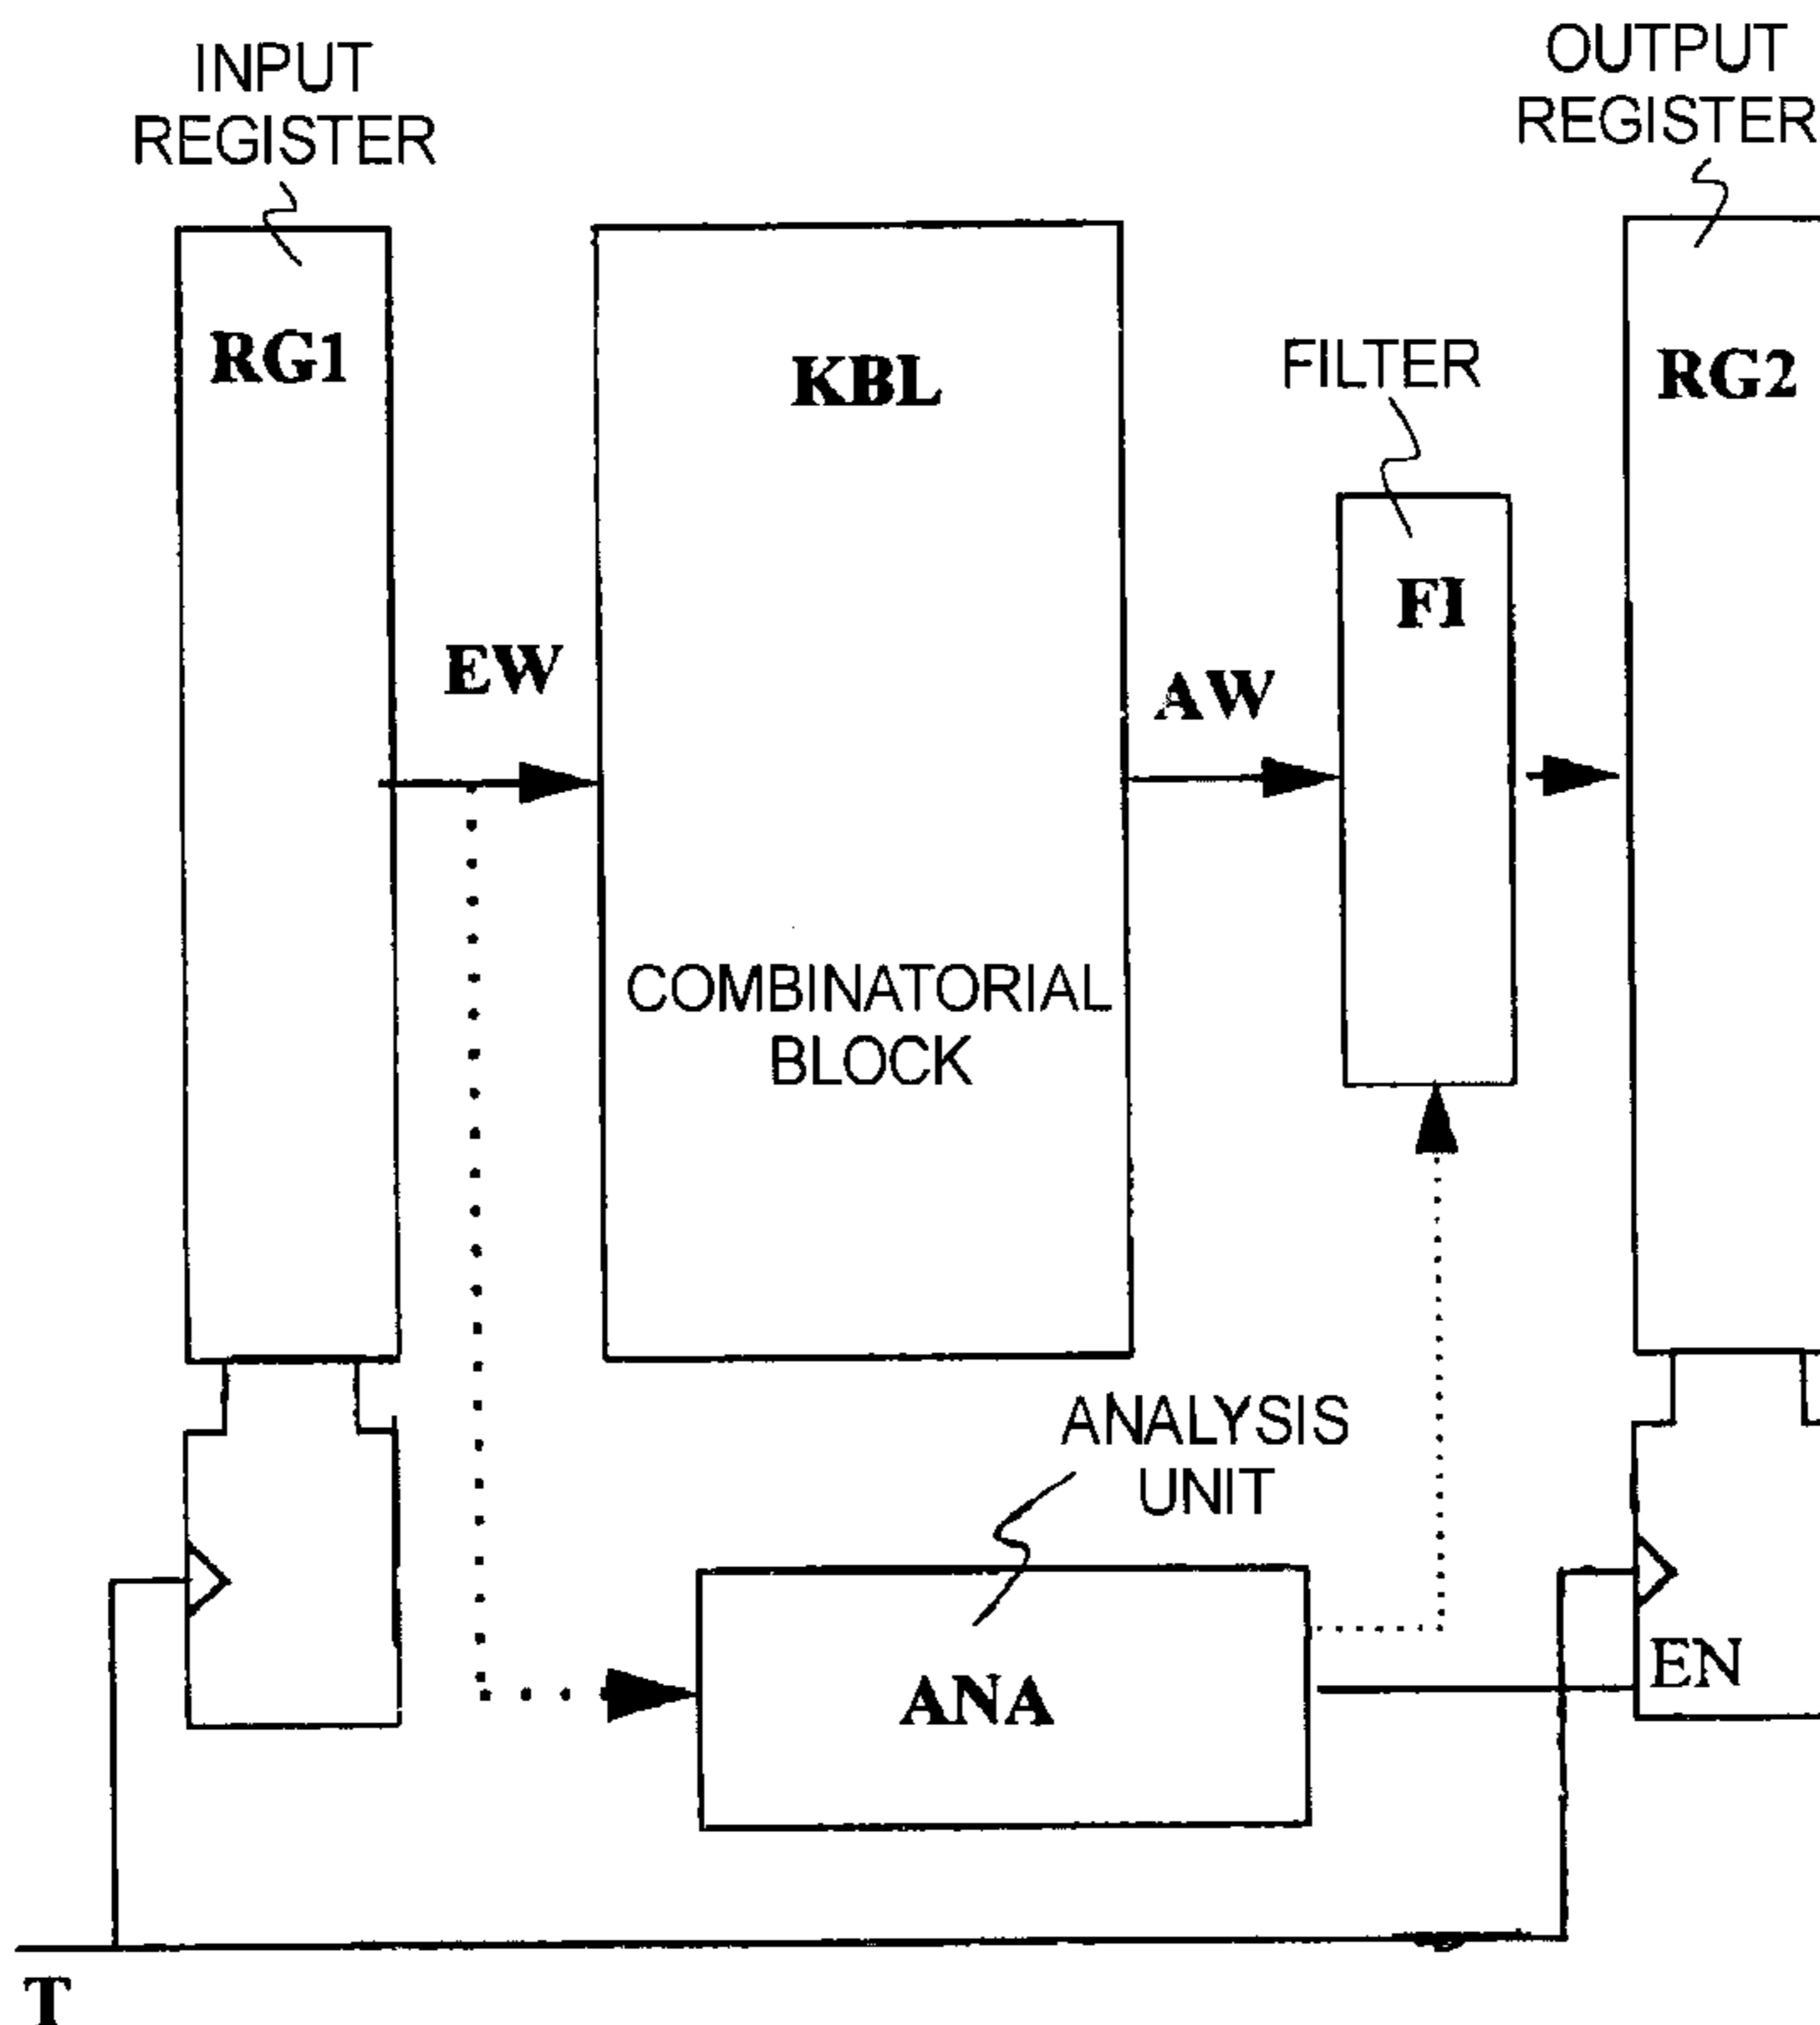 INPUT
REGISTER
OUTPUT
REGISTER
RG1
KBL
FILTER
RG2
FI
EW
AW
COMBINATORIAL
BLOCK
ANALYSIS
UNIT
EN
ANA
T